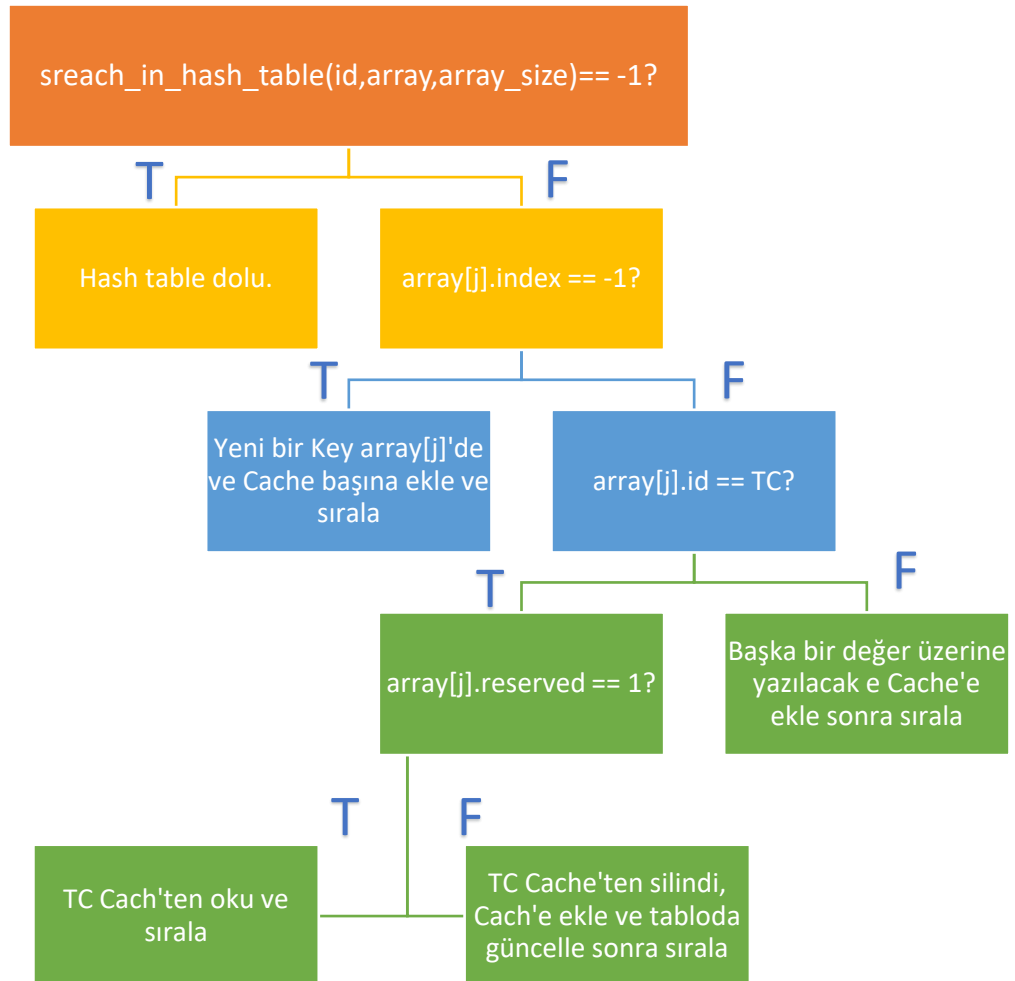 sreach_in_hash_table(id,array,array_size)== -1?
T
F
Hash table dolu.
array[j].index == -1?
T
F
Yeni bir Key array[j]'de
ve Cache başına ekle ve
sırala
array[j].id == TC?
T
F
array[j].reserved == 1?
Başka bir değer üzerine
yazılacak e Cache'e
ekle sonra sırala
T
F
TC Cach'ten oku ve
sırala
TC Cache'ten silindi,
Cach'e ekle ve tabloda
güncelle sonra sırala